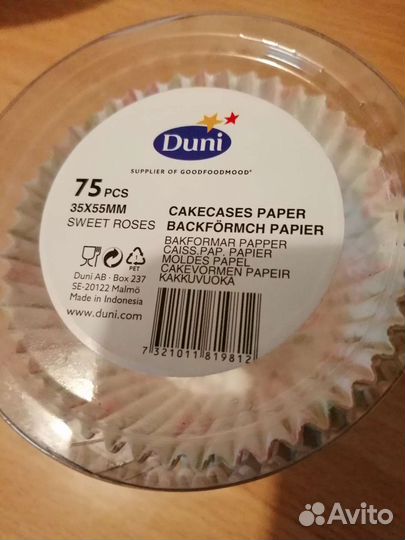 Duni
SUPPLIER OF GOODFOODMOOD®
75 PCS
35X55MM
SWEET ROSES
CAKECASES PAPER
BACKFÖRMCH PAPIER
BAKFORMAR PAPPER
CAISS.PAP. PAPIER
MOLDES PAPEL
CAKEVORMEN PAPEIR
KAKKUVUOKA
1
PET
Duni AB · Box 237
SE-20122 Malmö
Made in Indonesia
www.duni.com
7 321011 819812
Avito